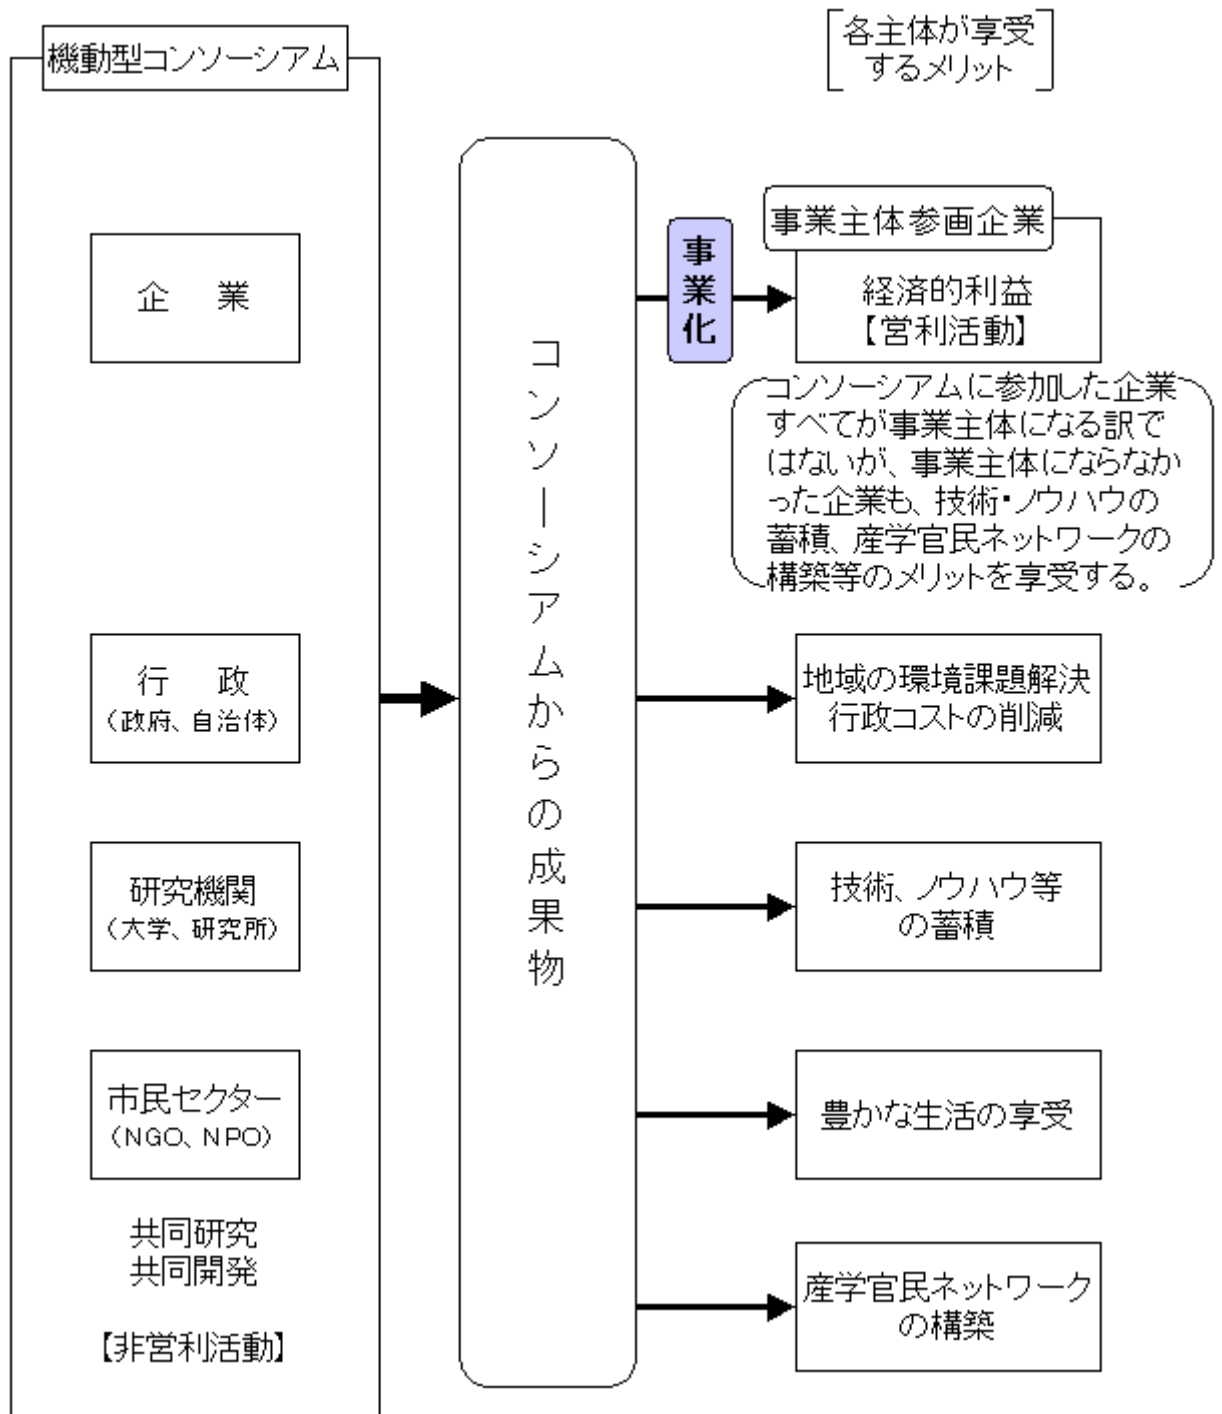 機動型コンソーシアム
企　業
行　政
（政府、自治体）
研究機関
（大学、研究所）
市民セクター
（NGO、NPO）
共同研究
共同開発
【非営利活動】
コンソーシアムからの成果物
各主体が享受
するメリット
事業化
事業主体参画企業
経済的利益
【営利活動】
コンソーシアムに参加した企業
すべてが事業主体になる訳で
はないが、事業主体にならなか
った企業も、技術・ノウハウの
蓄積、産学官民ネットワークの
構築等のメリットを享受する。
地域の環境課題解決
行政コストの削減
技術、ノウハウ等
の蓄積
豊かな生活の享受
産学官民ネットワーク
の構築